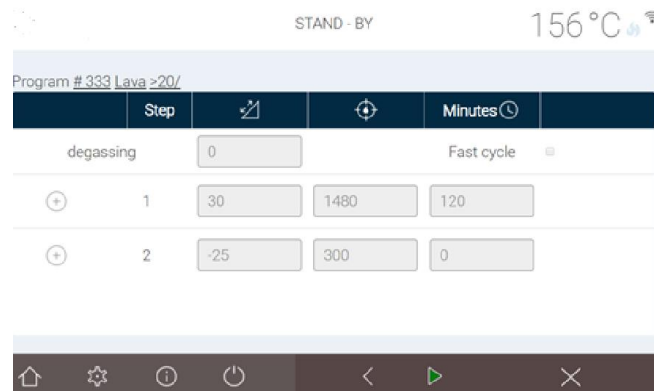 STAND - BY 156°C
Program # 333 Lava >20/
Step Minutes
degassing 0 Fast cycle
1 30 1480 120
2 -25 300 0